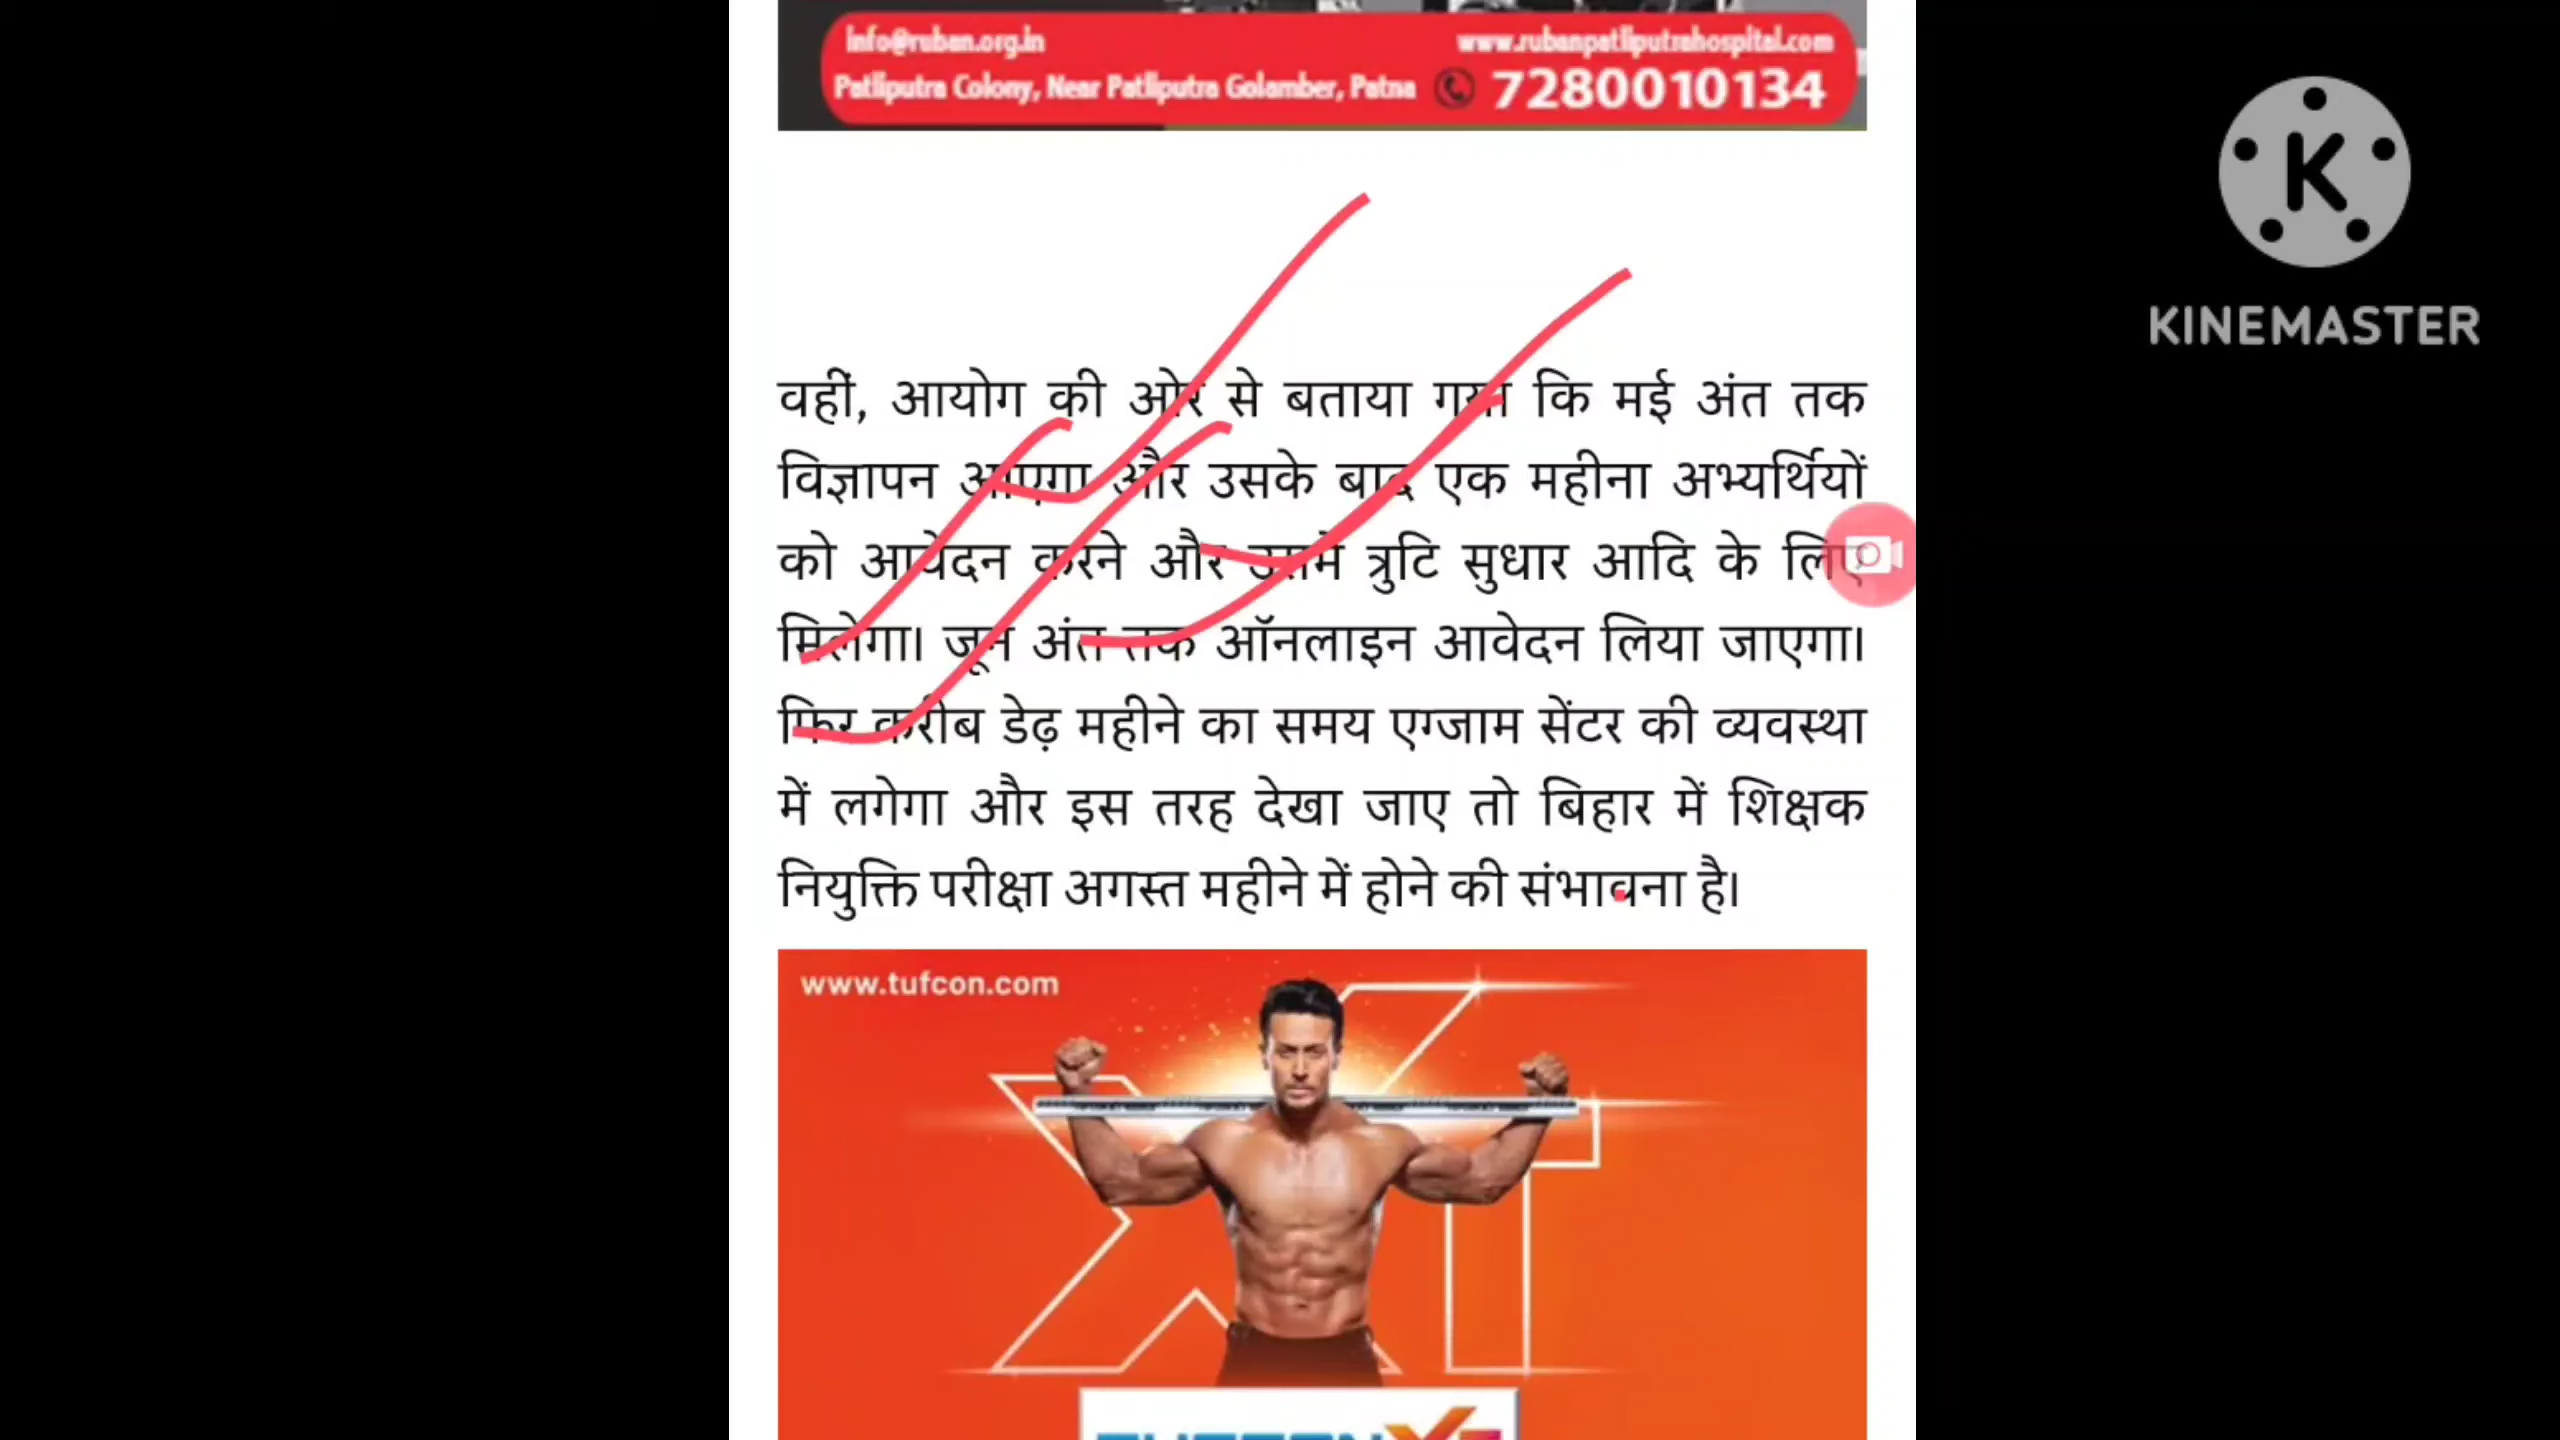 info@ruban.org.in
www.rubanpatliputrahospital.com
Patliputra Colony, Near Patliputra Golamber, Patna
7280010134
K
KINEMASTER
वहीं, आयोग की ओर से बताया गया कि मई अंत तक
विज्ञापन आएगा और उसके बाद एक महीना अभ्यर्थियों
को आवेदन करने और उसमें त्रुटि सुधार आदि के लिए
मिलेगा। जून अंत तक ऑनलाइन आवेदन लिया जाएगा।
फिर करीब डेढ़ महीने का समय एग्जाम सेंटर की व्यवस्था
में लगेगा और इस तरह देखा जाए तो बिहार में शिक्षक
नियुक्ति परीक्षा अगस्त महीने में होने की संभावना है।
www.tufcon.com